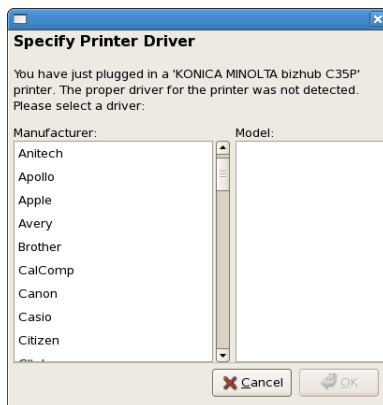 Specify Printer Driver
You have just plugged in a 'KONICA MINOLTA bizhub C35P'
printer. The proper driver for the printer was not detected.
Please select a driver:
Manufacturer:
Model:
Anitech
Apollo
Apple
Avery
Brother
CalComp
Canon
Casio
Citizen
Cancel
OK